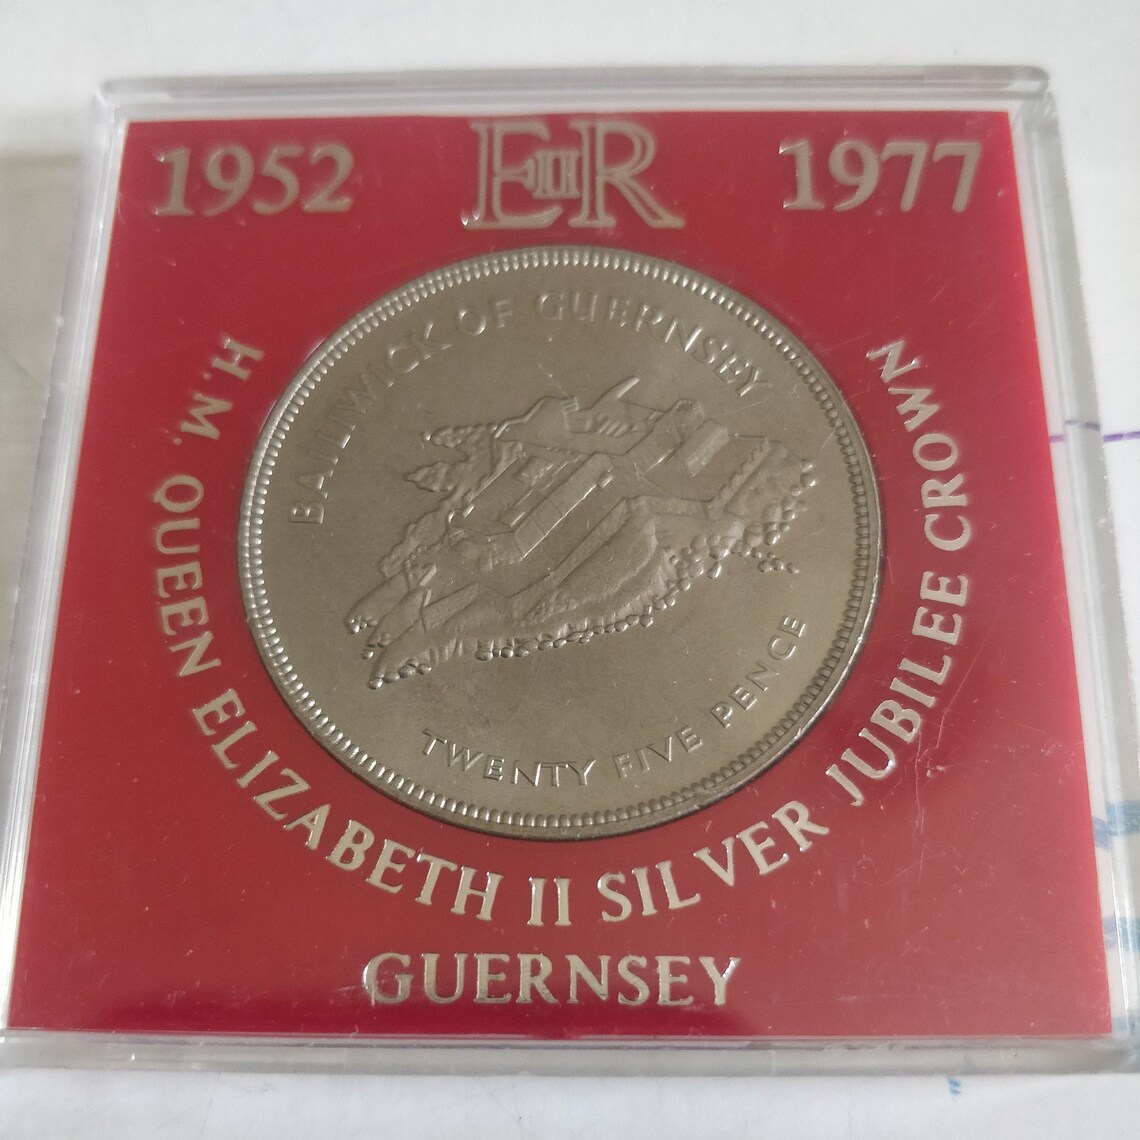 1952 EIIR 1977
BAILIWICK OF GUERNSEY
TWENTY FIVE PENCE
H.M. QUEEN ELIZABETH II SILVER JUBILEE CROWN
GUERNSEY